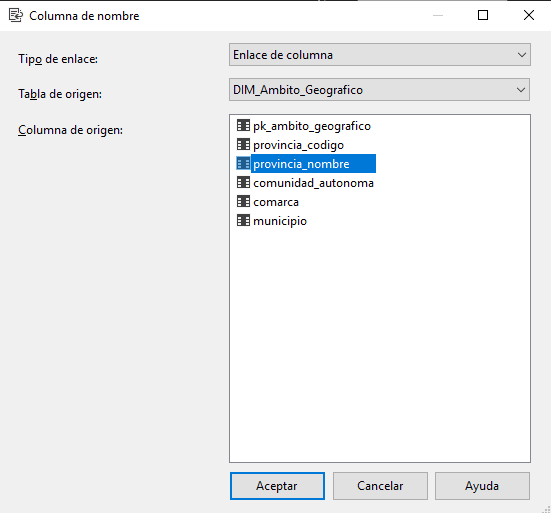 Columna de nombre
Tipo de enlace:
Enlace de columna
Tabla de origen:
DIM_Ambito_Geografico
Columna de origen:
pk_ambito_geografico
provincia_codigo
provincia_nombre
comunidad_autonoma
comarca
municipio
Aceptar
Cancelar
Ayuda